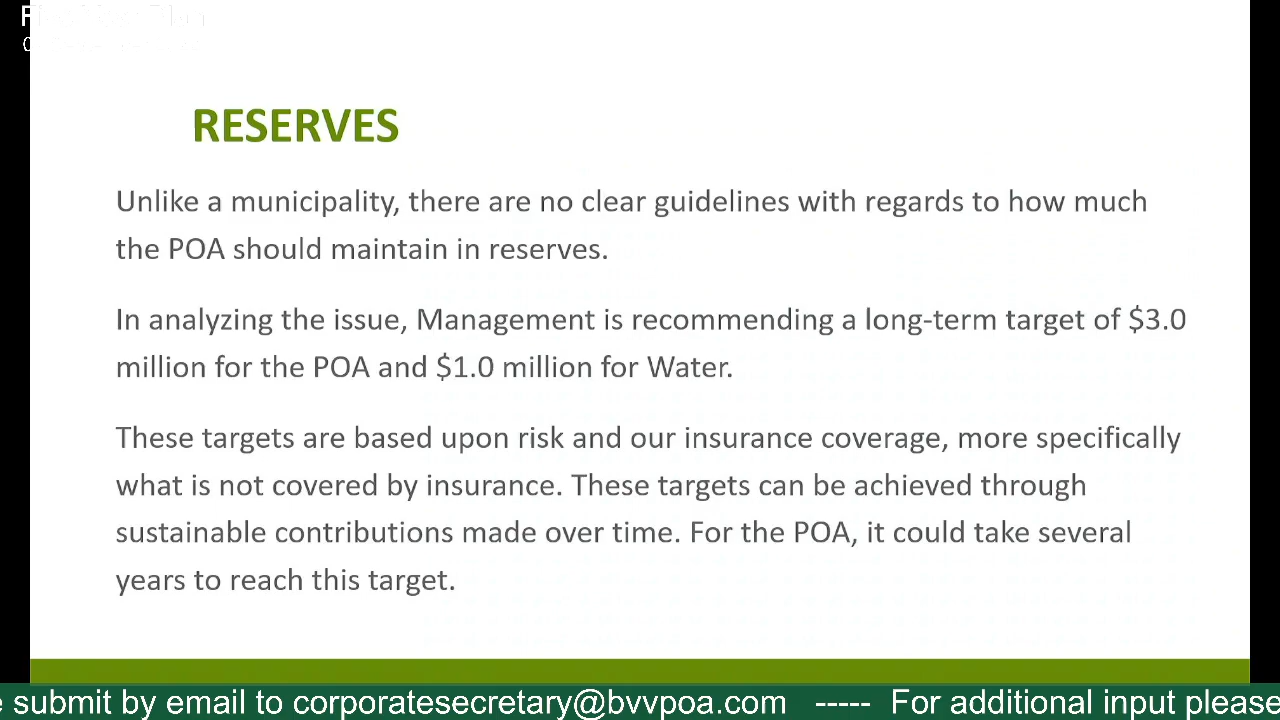 RESERVES
Unlike a municipality, there are no clear guidelines with regards to how much
the POA should maintain in reserves.
In analyzing the issue, Management is recommending a long-term target of $3.0
million for the POA and $1.0 million for Water.
These targets are based upon risk and our insurance coverage, more specifically
what is not covered by insurance. These targets can be achieved through
sustainable contributions made over time. For the POA, it could take several
years to reach this target.
submit by email to corporatesecretary@bvvpoa.com ----- For additional input please